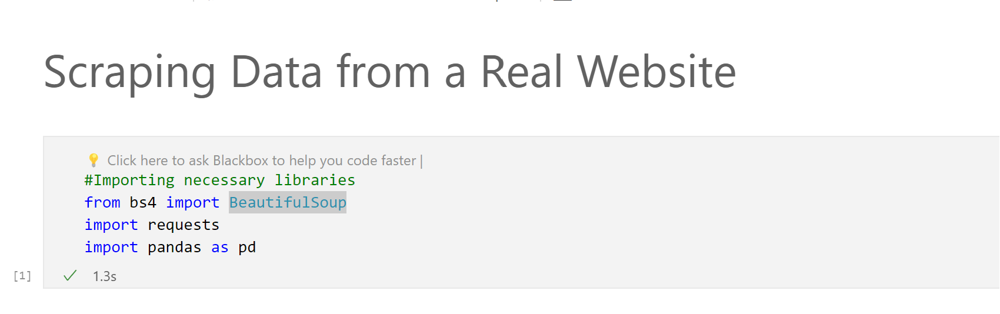 Scraping Data from a Real Website
Click here to ask Blackbox to help you code faster |
#Importing necessary libraries
from bs4 import BeautifulSoup
import requests
import pandas as pd
[1] 1.3s